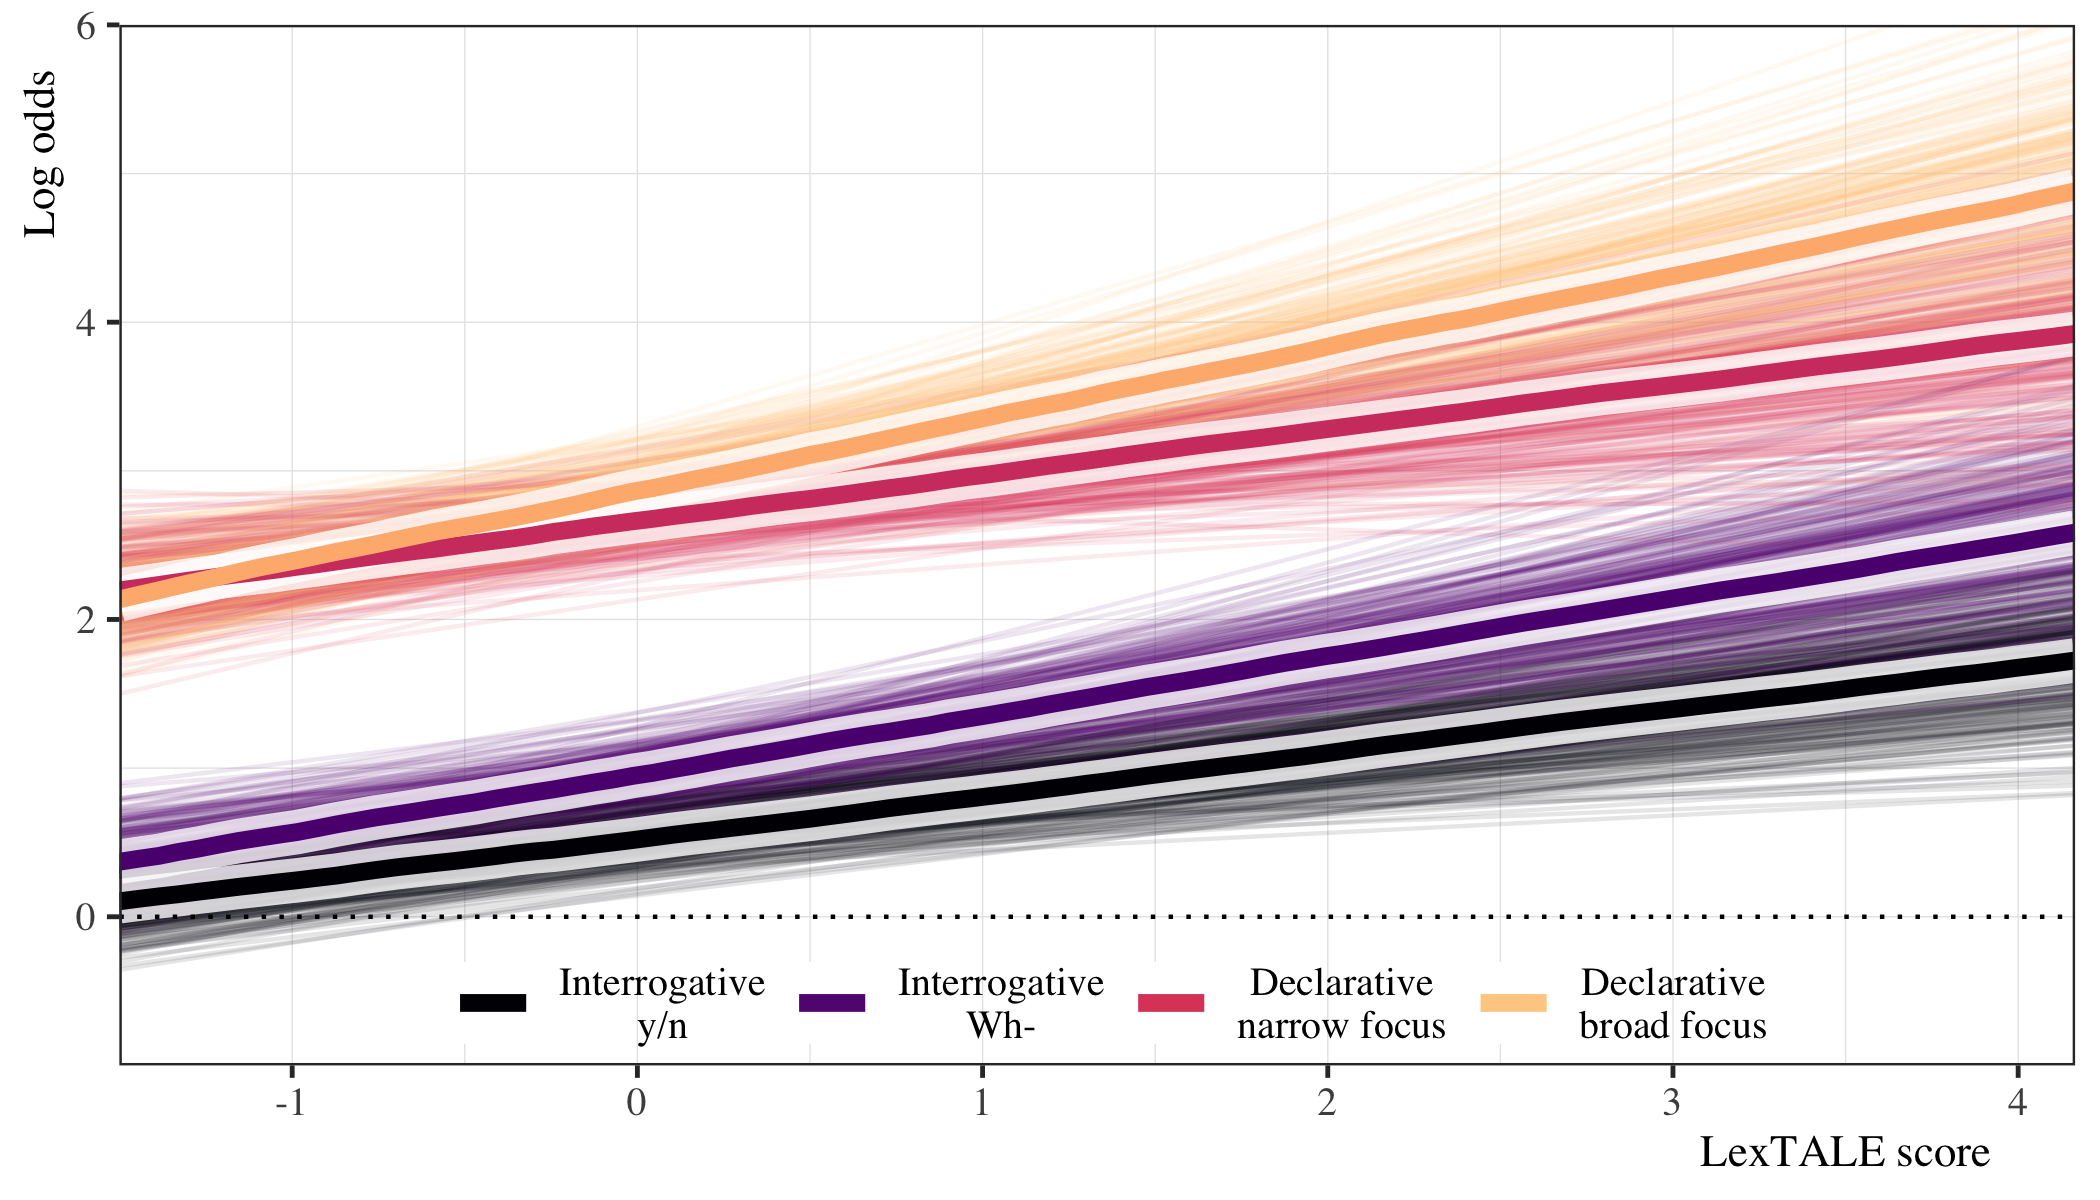 6
Log odds
4
2
0
Interrogative
y/n
Interrogative
Wh-
Declarative
narrow focus
Declarative
broad focus
-1 0 1 2 3 4
LexTALE score